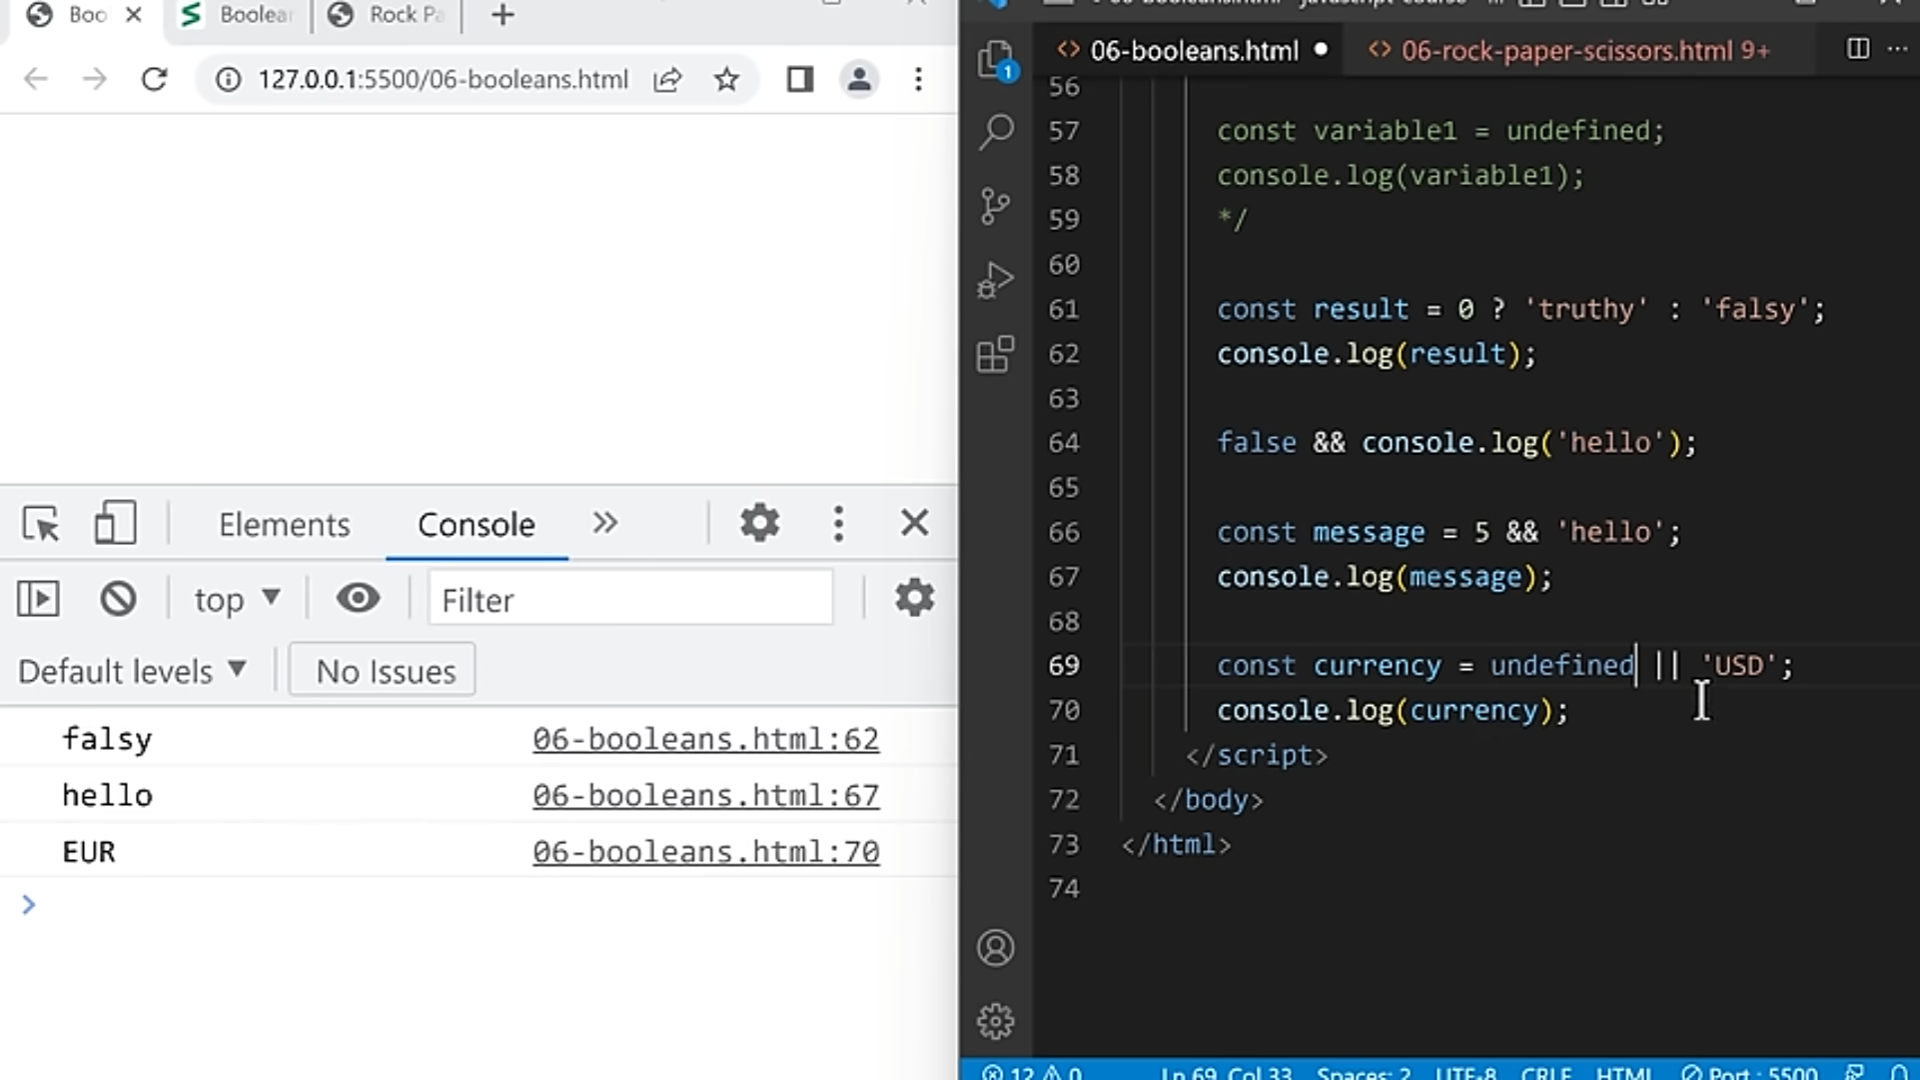 Boo
Boolear
Rock Pa
127.0.0.1:5500/06-booleans.html
Elements
Console
top
Filter
Default levels
No Issues
falsy 06-booleans.html:62
hello 06-booleans.html:67
EUR 06-booleans.html:70
>
06-booleans.html
06-rock-paper-scissors.html 9+
1
56
57 const variable1 = undefined;
58 console.log(variable1);
59 */
60
61 const result = 0 ? 'truthy' : 'falsy';
62 console.log(result);
63
64 false && console.log('hello');
65
66 const message = 5 && 'hello';
67 console.log(message);
68
69 const currency = undefined || 'USD';
70 console.log(currency);
71 </script>
72 </body>
73 </html>
74
12 0 Ln 69, Col 33 Spaces: 2 UTF-8 CRLF HTML Port : 5500